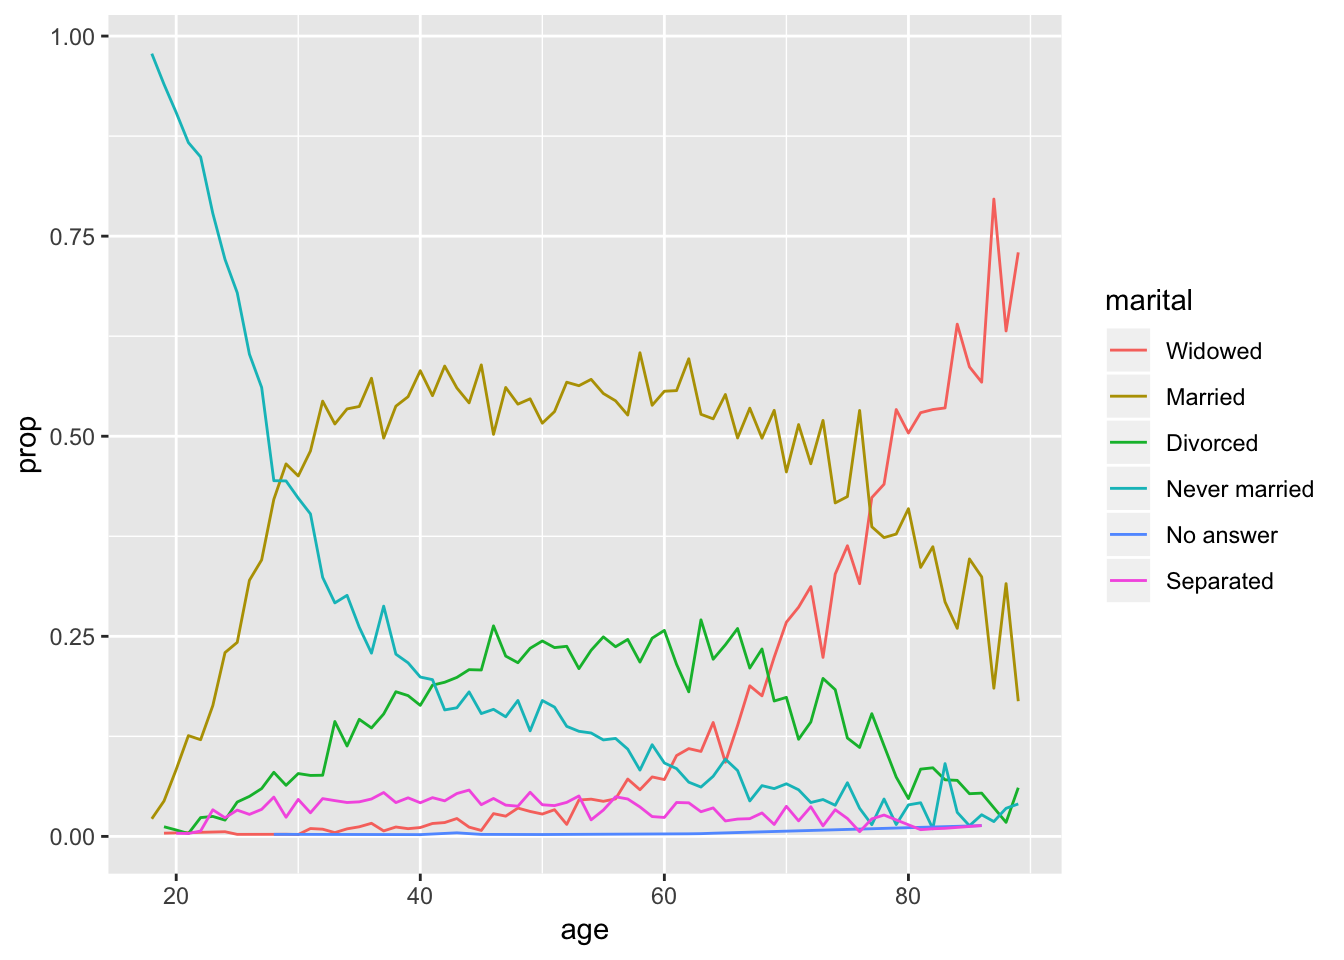 1.00
0.75
0.50
0.25
0.00
prop
20 40 60 80
age
marital
Widowed
Married
Divorced
Never married
No answer
Separated